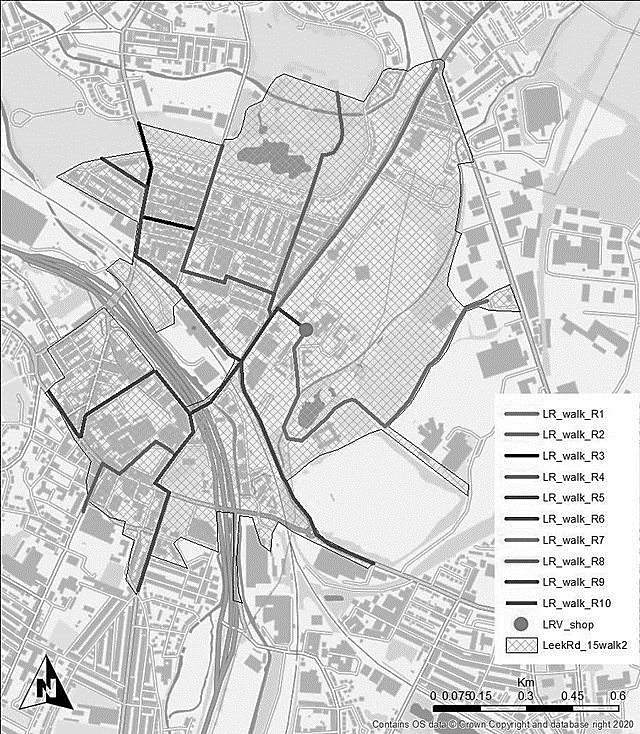 LR_walk_R1
LR_walk_R2
LR_walk_R3
LR_walk_R4
LR_walk_R5
LR_walk_R6
LR_walk_R7
LR_walk_R8
LR_walk_R9
LR_walk_R10
LRV_shop
LeekRd_15walk2
N
Km
0 0.075 0.15 0.3 0.45 0.6
Contains OS data © Crown Copyright and database right 2020